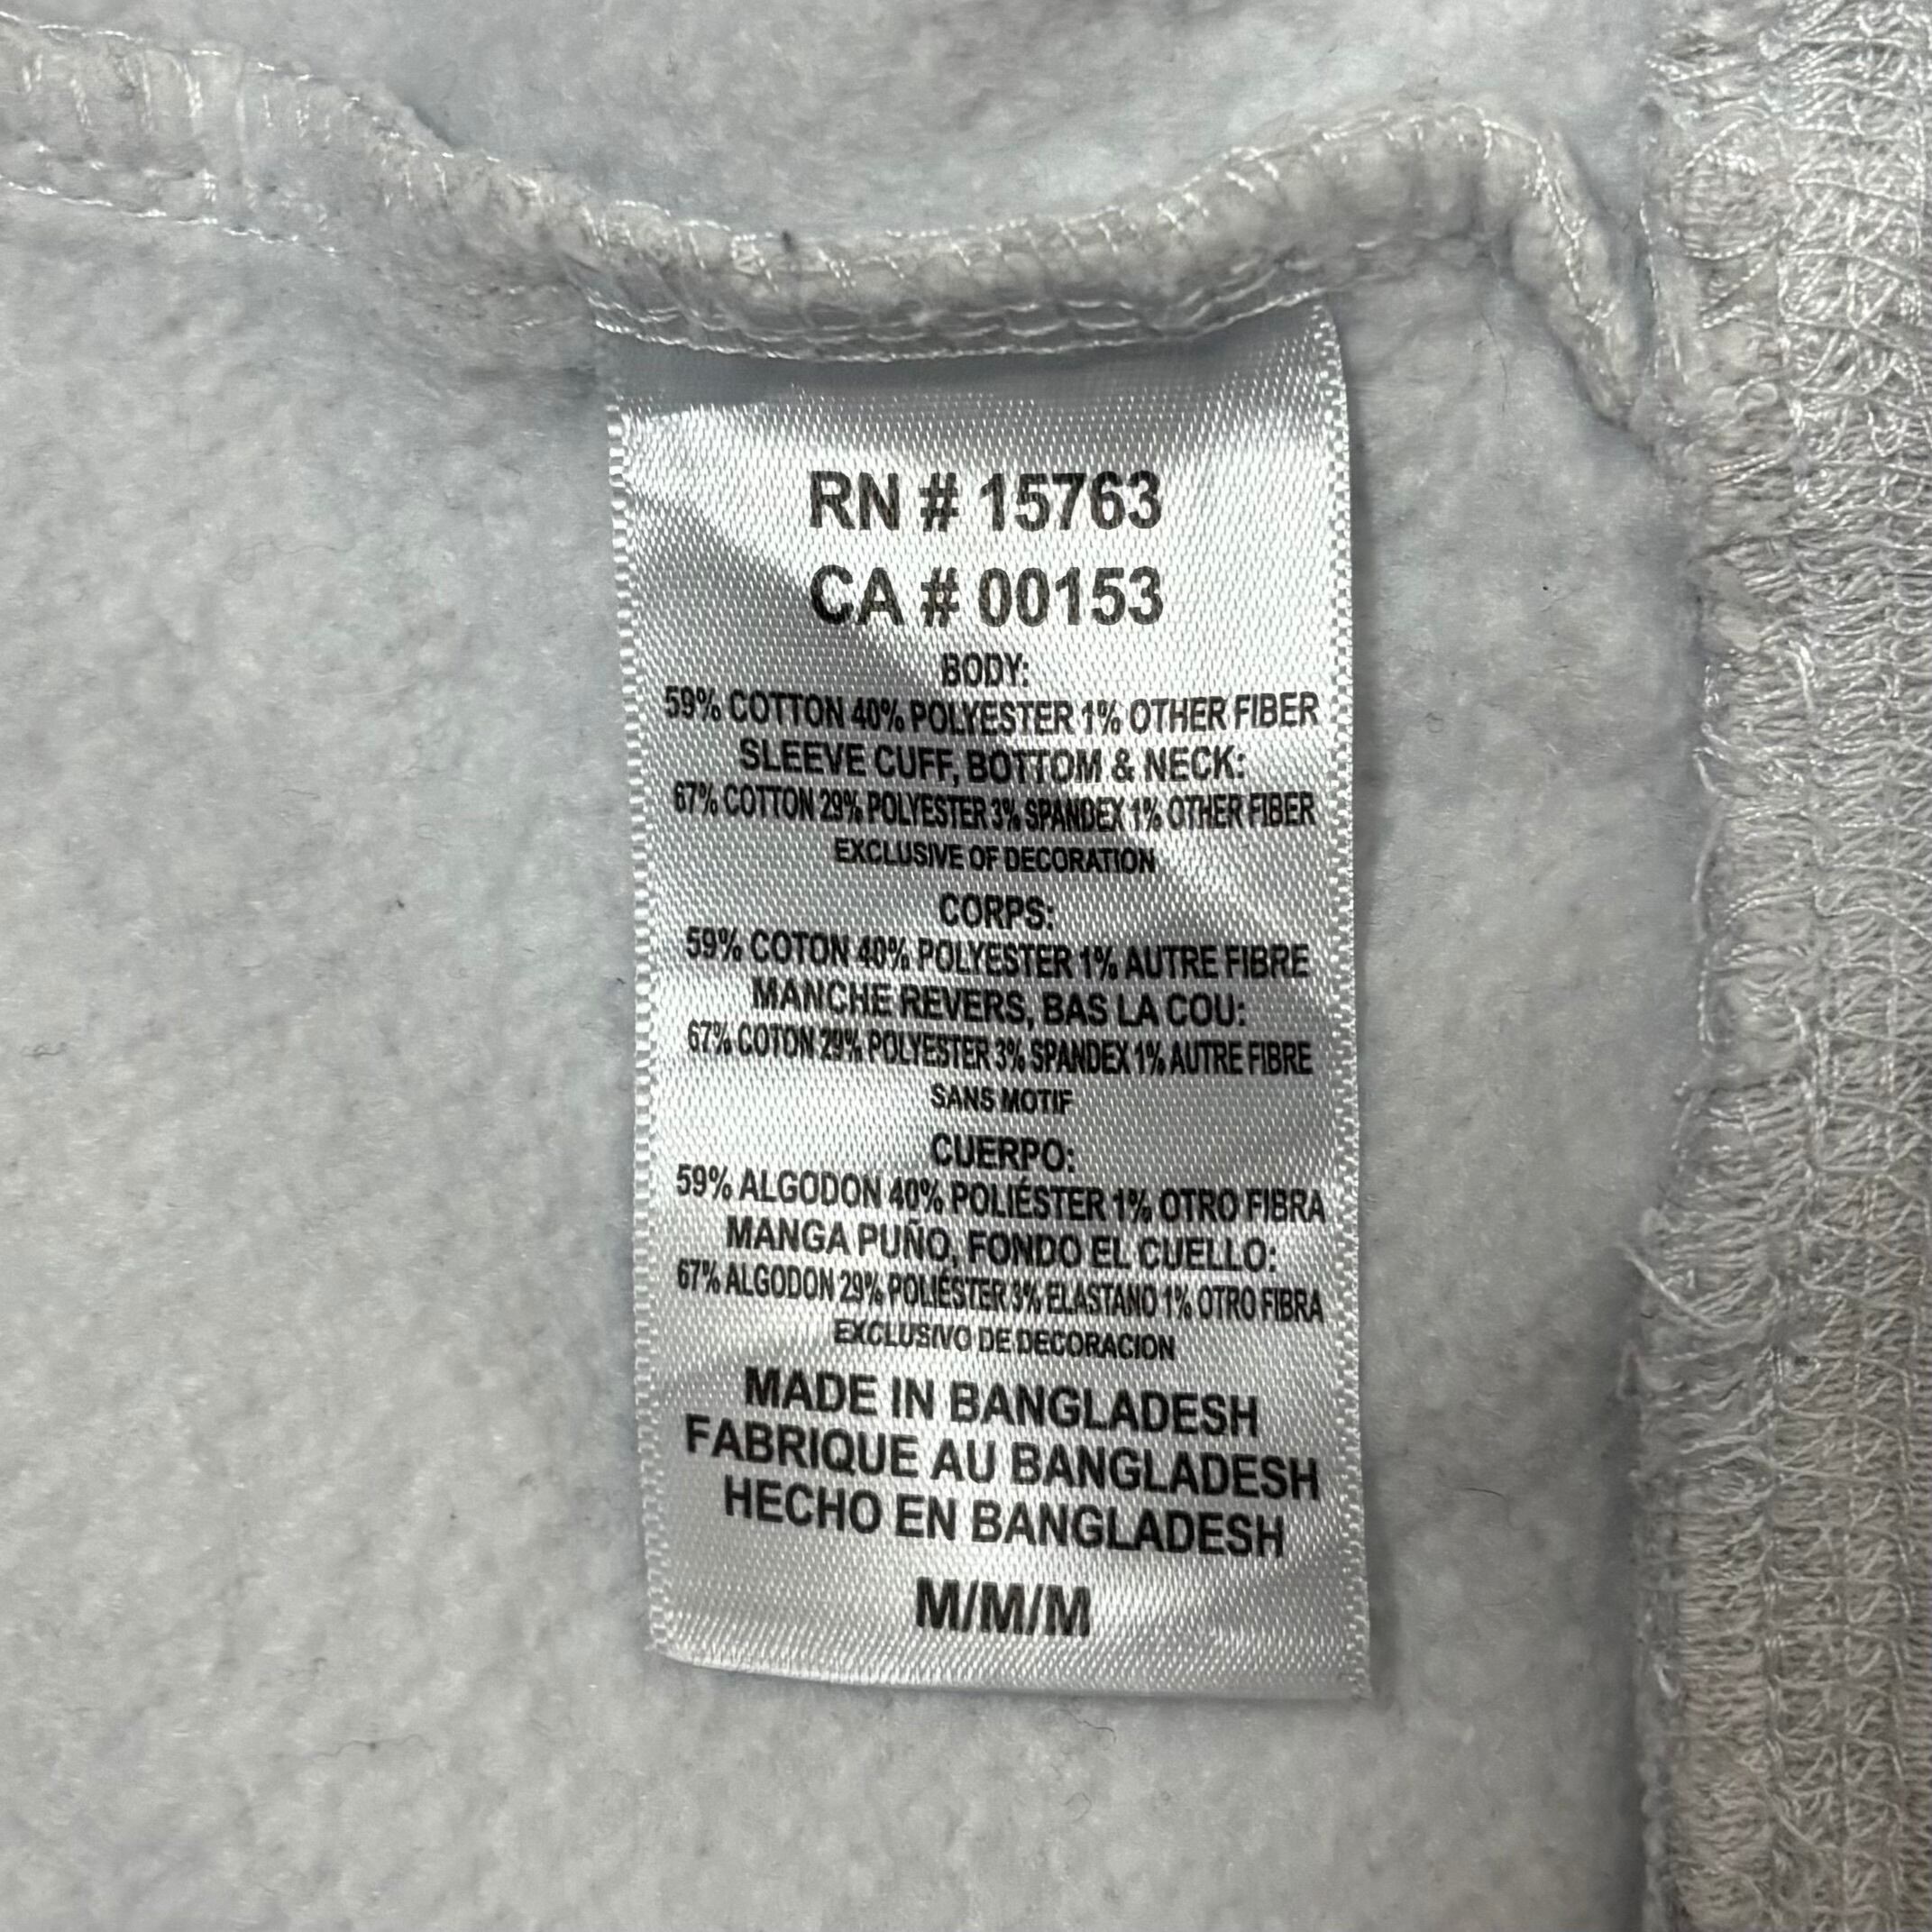 RN # 15763
CA # 00153
BODY:
59% COTTON 40% POLYESTER 1% OTHER FIBER
SLEEVE CUFF, BOTTOM & NECK:
67% COTTON 29% POLYESTER 3% SPANDEX 1% OTHER FIBER
EXCLUSIVE OF DECORATION
CORPS:
59% COTON 40% POLYESTER 1% AUTRE FIBRE
MANCHE REVERS, BAS LA COU:
67% COTON 29% POLYESTER 3% SPANDEX 1% AUTRE FIBRE
SANS MOTIF
CUERPO:
59% ALGODON 40% POLIÉSTER 1% OTRO FIBRA
MANGA PUÑO, FONDO EL CUELLO:
67% ALGODON 29% POLIÉSTER 3% ELASTANO 1% OTRO FIBRA
EXCLUSIVO DE DECORACION
MADE IN BANGLADESH
FABRIQUE AU BANGLADESH
HECHO EN BANGLADESH
M/M/M